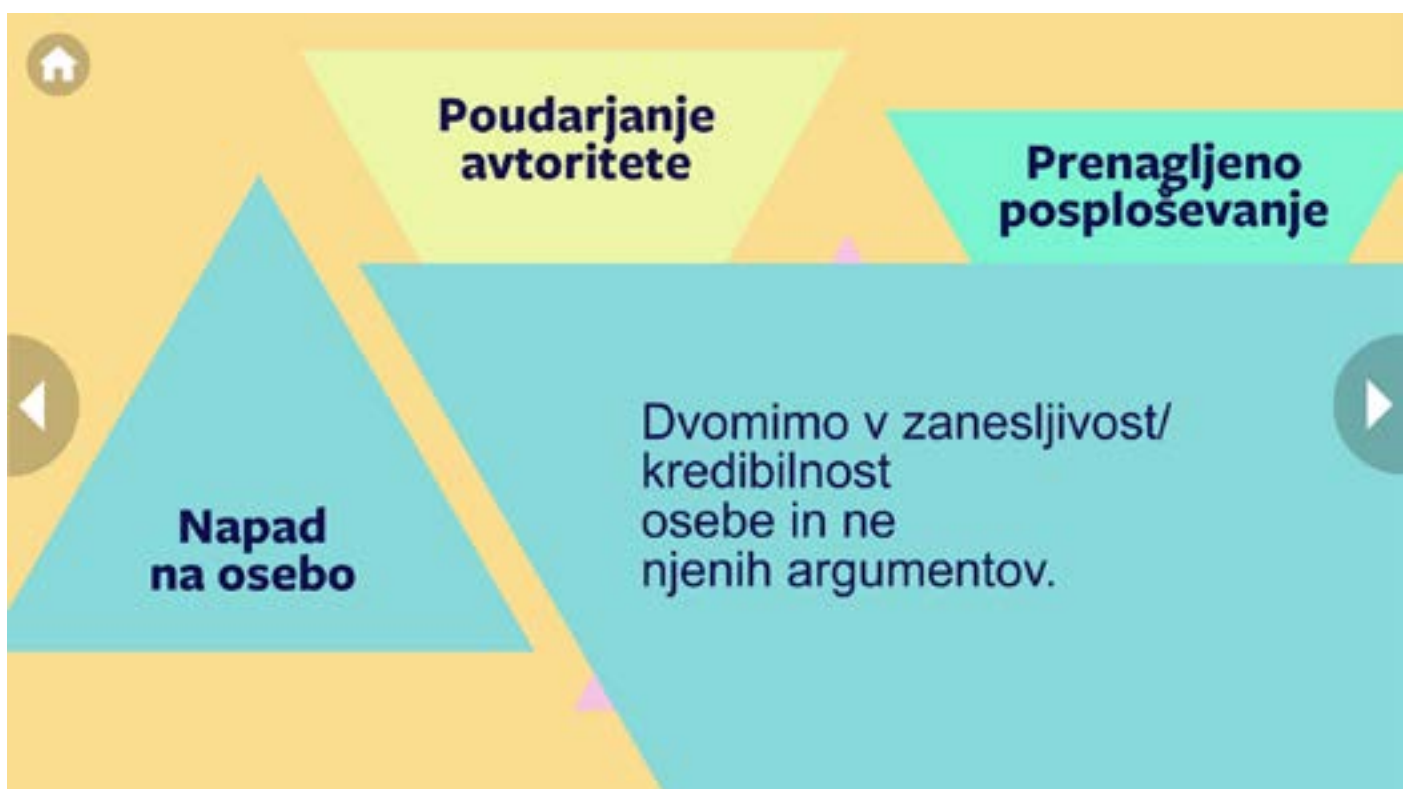 Poudarjanje
avtoritete
Prenagljeno
posploševanje
Napad
na osebo
Dvomimo v zanesljivost/
kredibilnost
osebe in ne
njenih argumentov.